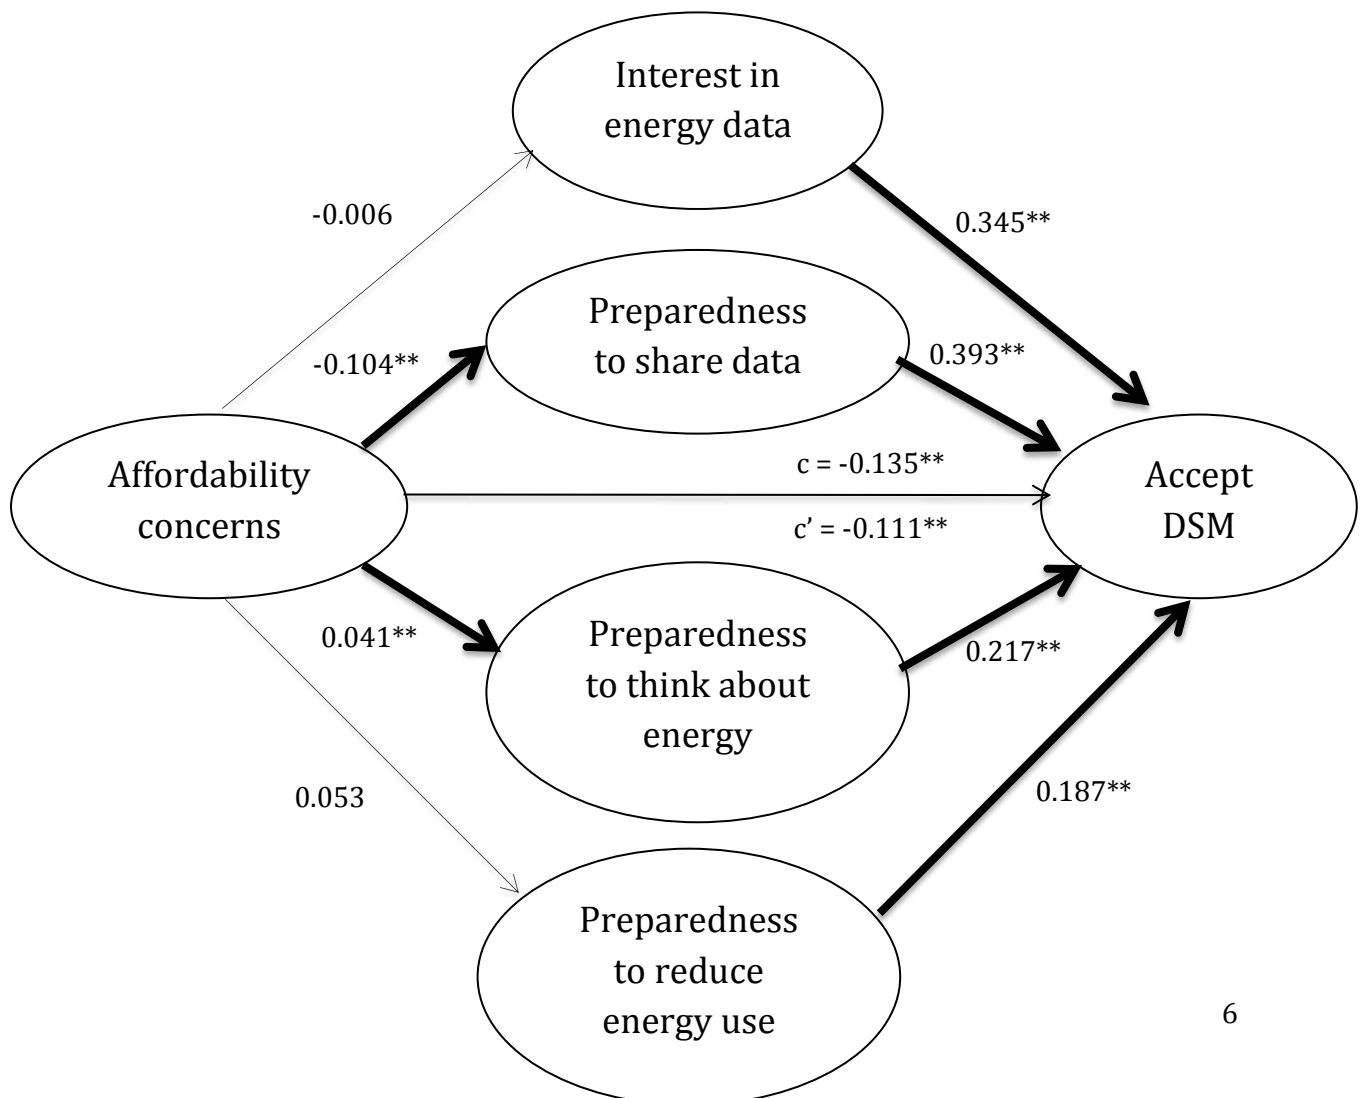 Interest in
energy data
-0.006
0.345**
Preparedness
to share data
-0.104**
0.393**
Affordability
concerns
c = -0.135**
c’ = -0.111**
Accept
DSM
0.041**
Preparedness
to think about
energy
0.217**
0.053
0.187**
Preparedness
to reduce
energy use
6